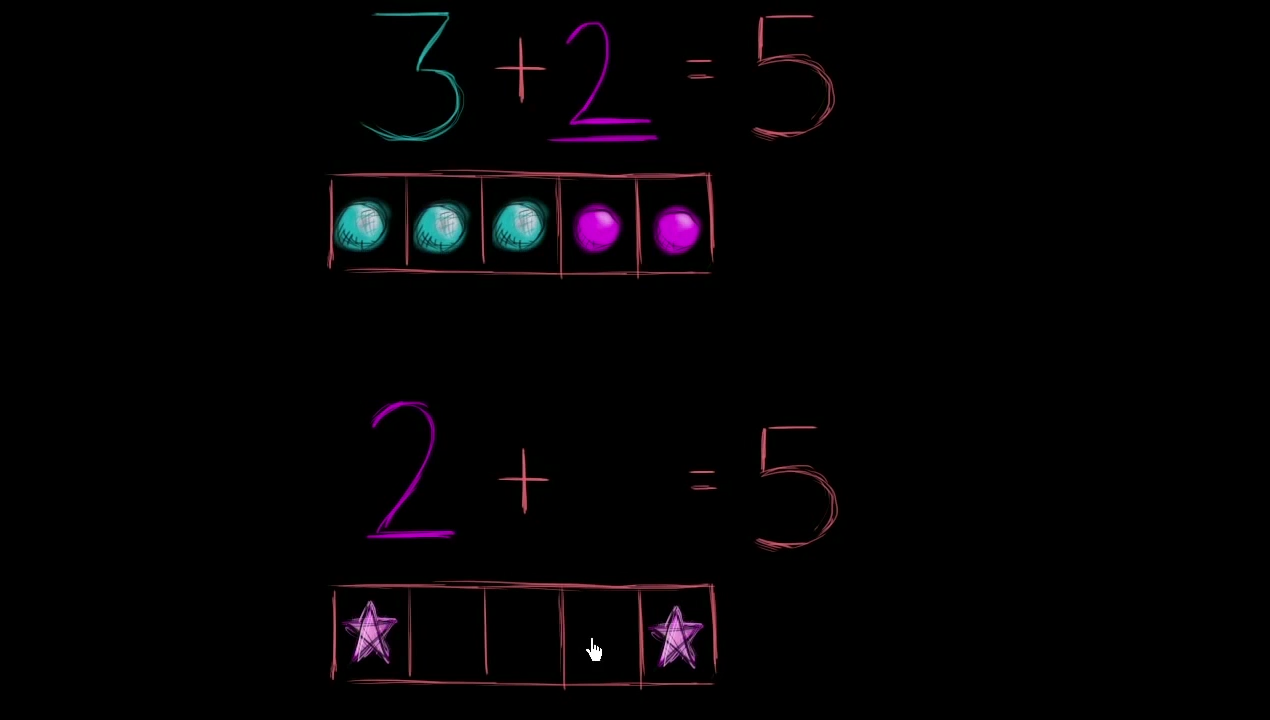 3 + 2 = 5
2 + = 5